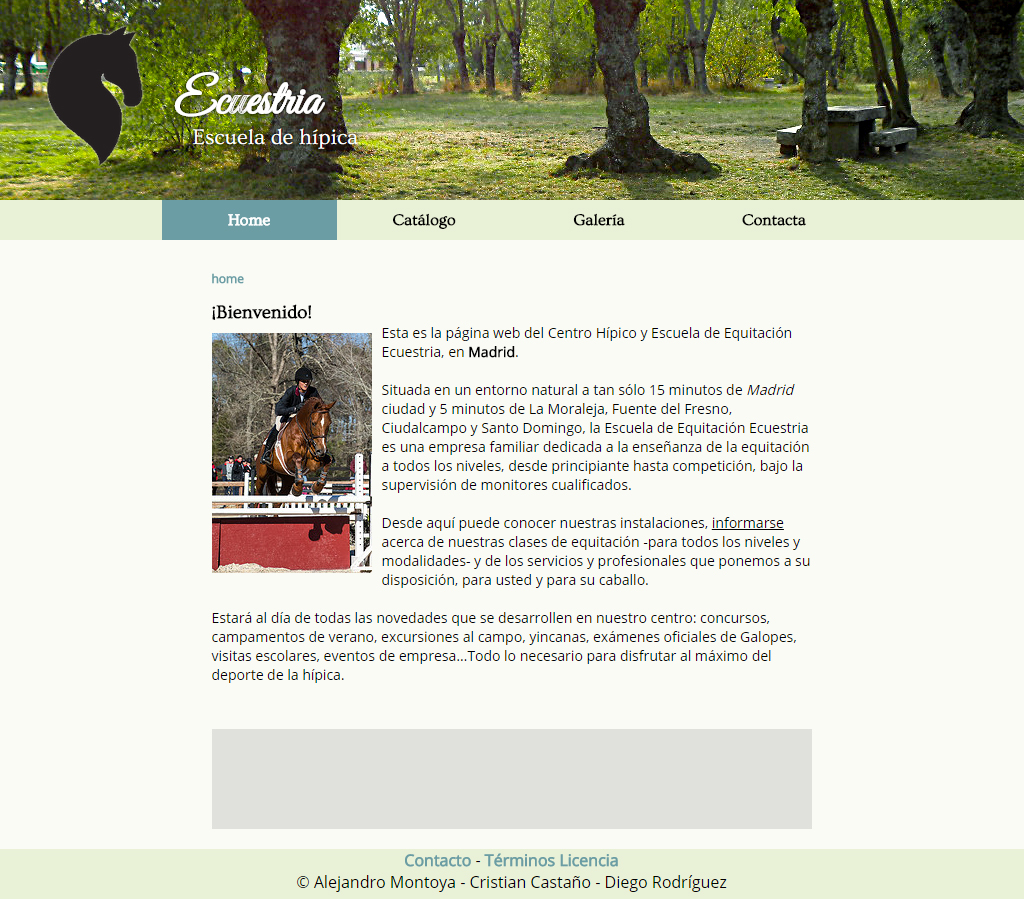 Ecuestria
Escuela de hípica
Home
Catálogo
Galería
Contacta
home
¡Bienvenido!
Esta es la página web del Centro Hípico y Escuela de Equitación
Ecuestria, en Madrid.
Situada en un entorno natural a tan sólo 15 minutos de Madrid
ciudad y 5 minutos de La Moraleja, Fuente del Fresno,
Ciudalcampo y Santo Domingo, la Escuela de Equitación Ecuestria
es una empresa familiar dedicada a la enseñanza de la equitación
a todos los niveles, desde principiante hasta competición, bajo la
supervisión de monitores cualificados.
Desde aquí puede conocer nuestras instalaciones, informarse
acerca de nuestras clases de equitación -para todos los niveles y
modalidades- y de los servicios y profesionales que ponemos a su
disposición, para usted y para su caballo.
Estará al día de todas las novedades que se desarrollen en nuestro centro: concursos,
campamentos de verano, excursiones al campo, yincanas, exámenes oficiales de Galopes,
visitas escolares, eventos de empresa...Todo lo necesario para disfrutar al máximo del
deporte de la hípica.
Contacto - Términos Licencia
© Alejandro Montoya - Cristian Castaño - Diego Rodríguez